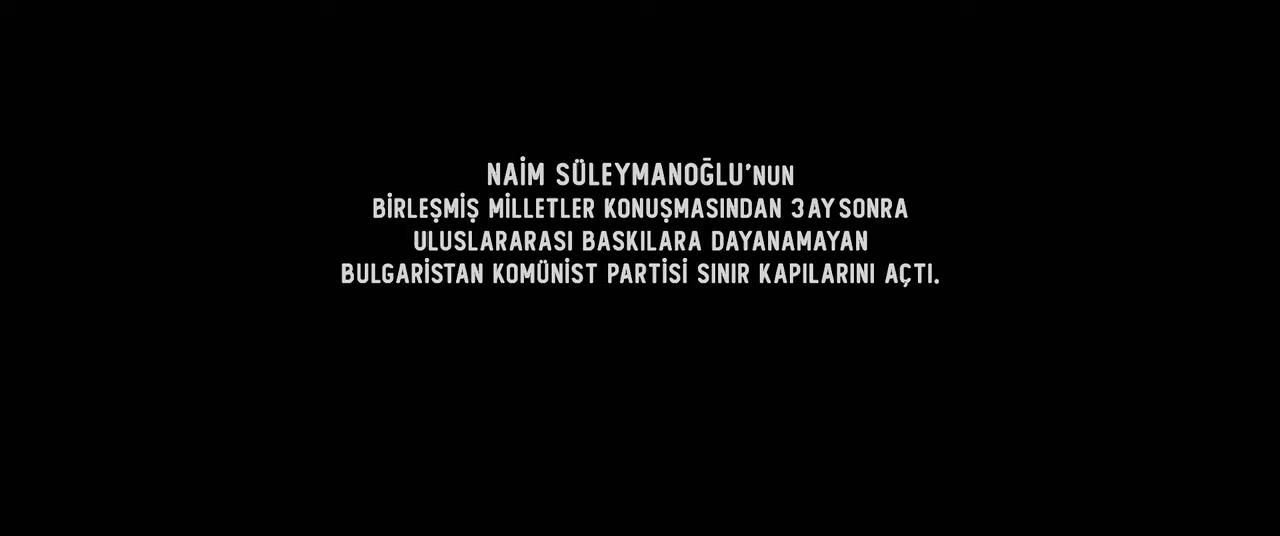 NAİM SÜLEYMANOĞLU'NUN
BİRLEŞMİŞ MİLLETLER KONUŞMASINDAN 3 AY SONRA
ULUSLARARASI BASKILARA DAYANAMAYAN
BULGARİSTAN KOMÜNİST PARTİSİ SINIR KAPILARINI AÇTI.